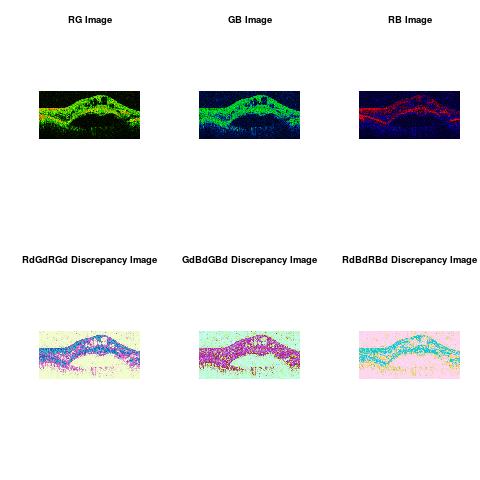 RG Image
GB Image
RB Image
RdGdRGd Discrepancy Image
GdBdGBd Discrepancy Image
RdBdRBd Discrepancy Image